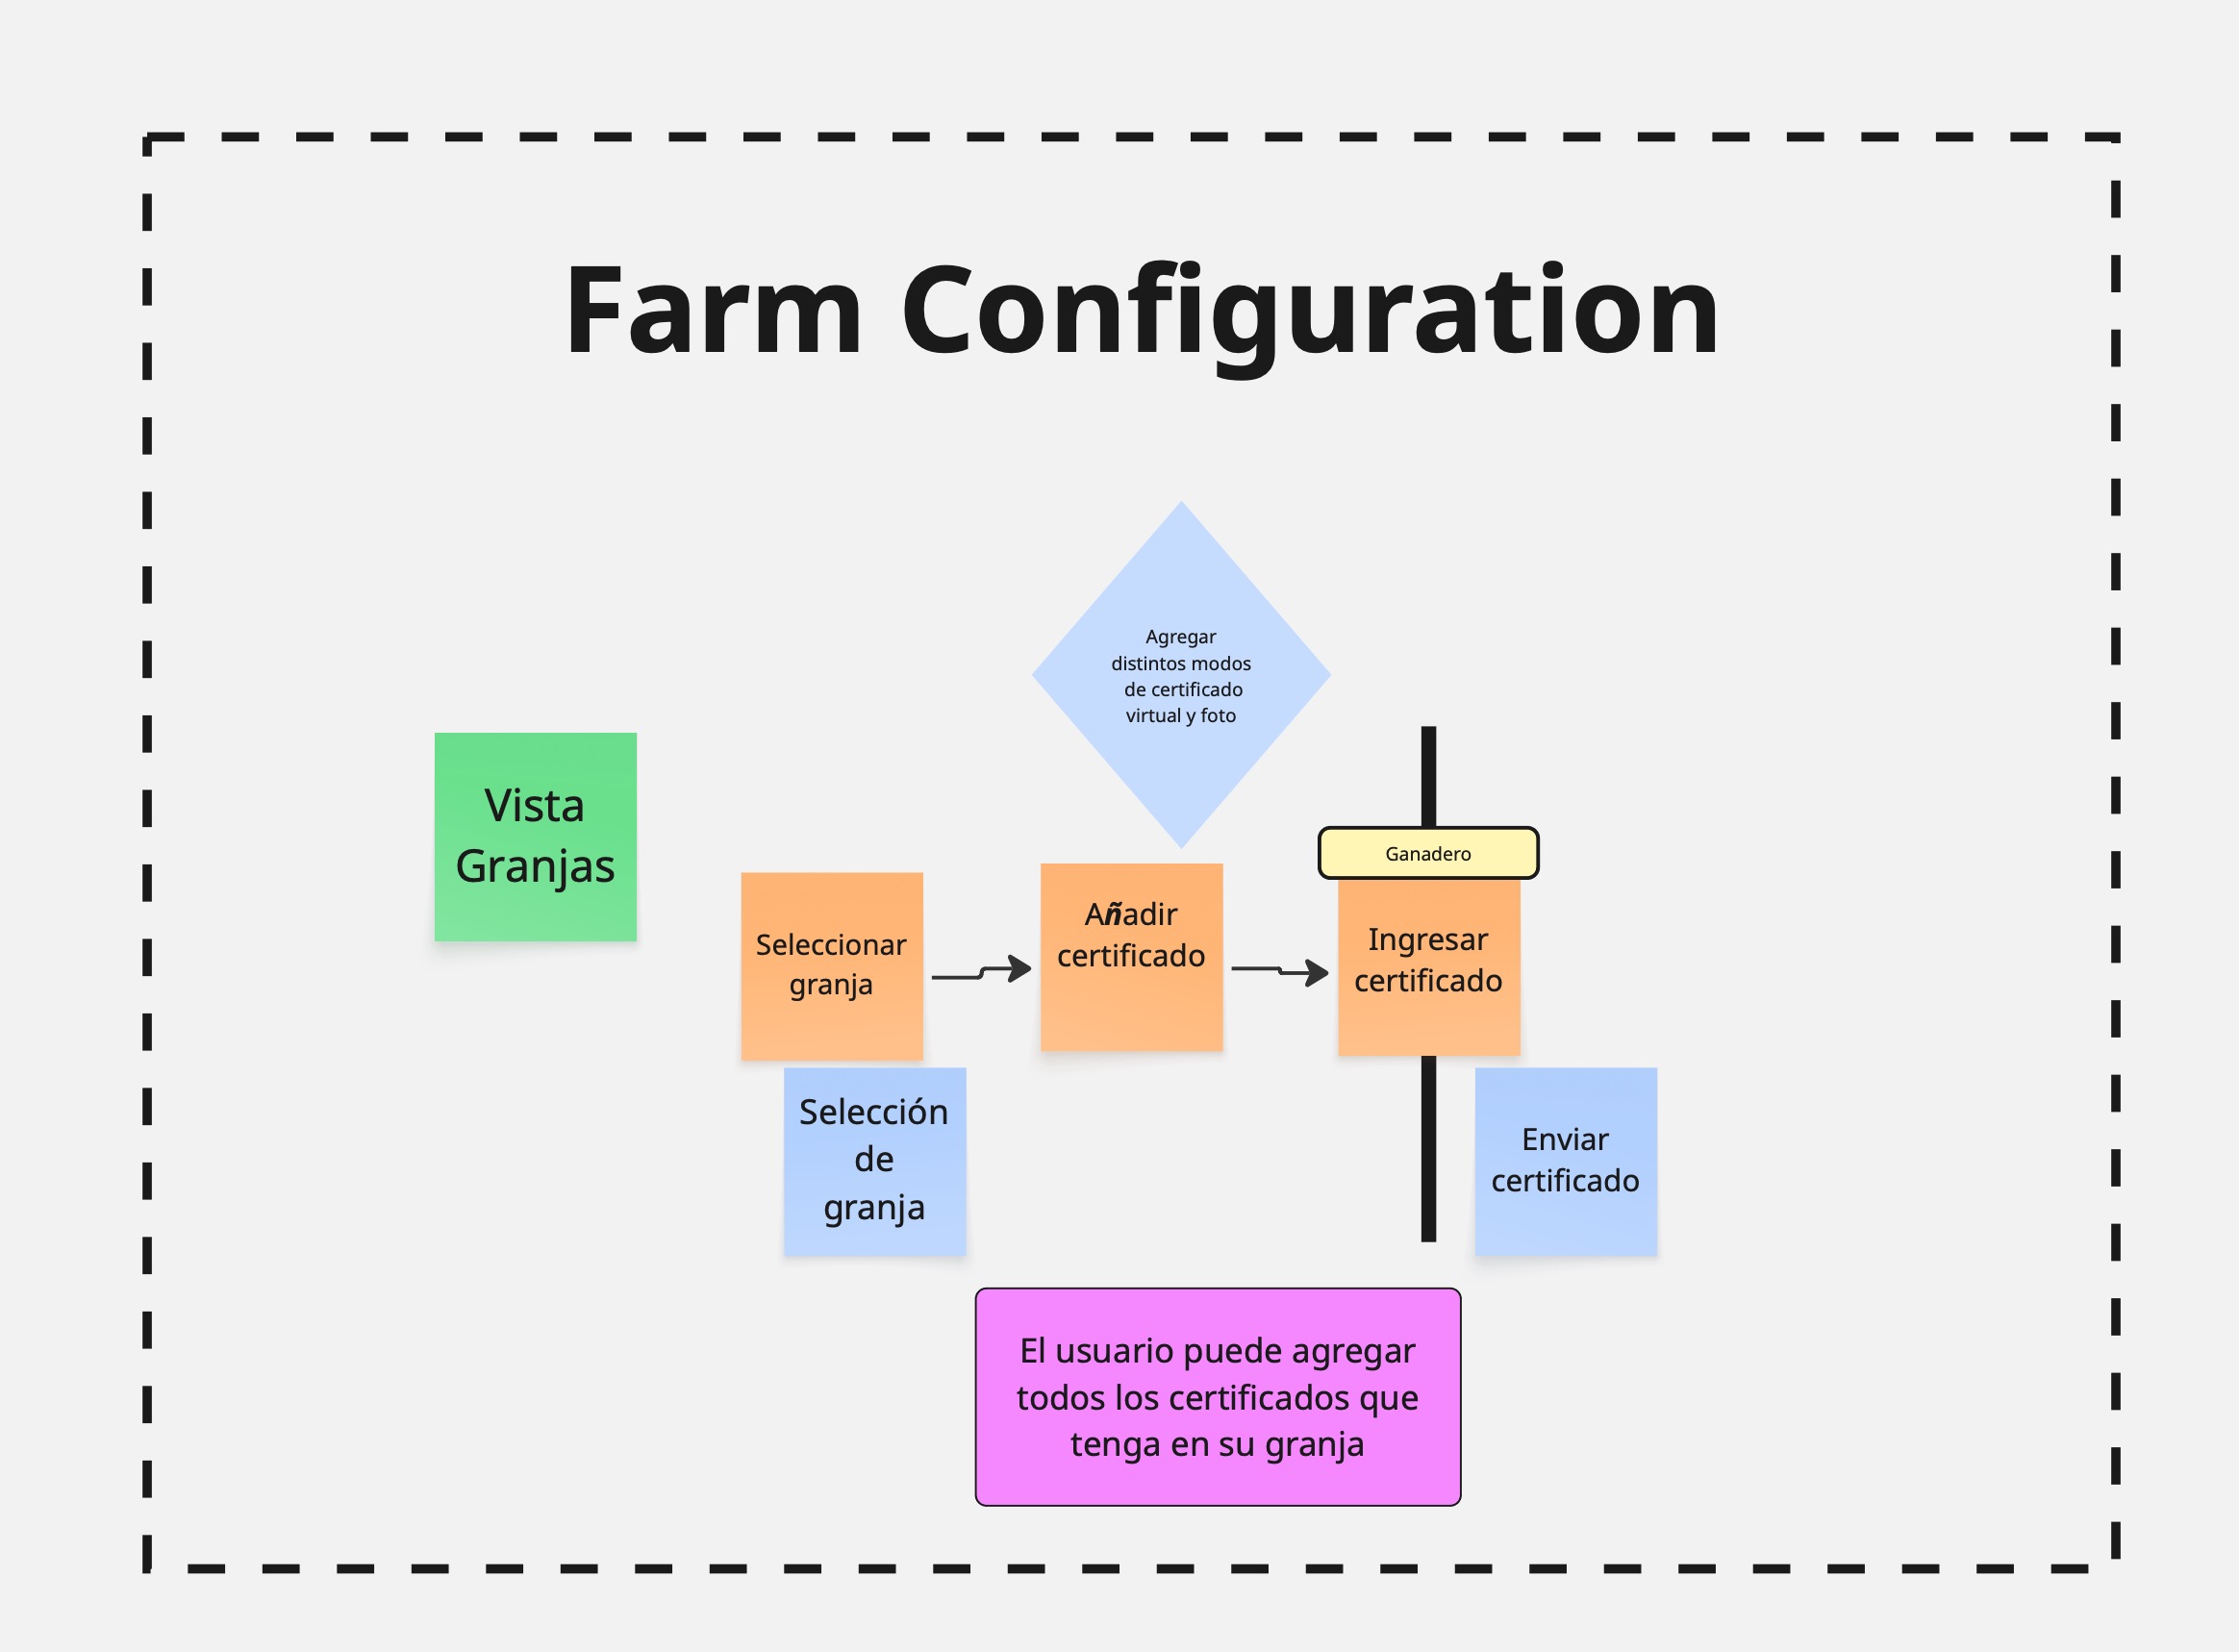 Farm Configuration
Agregar
distintos modos
de certificado
virtual y foto
Vista
Granjas
Ganadero
Seleccionar
granja
Añadir
certificado
Ingresar
certificado
Selección
de
granja
Enviar
certificado
El usuario puede agregar
todos los certificados que
tenga en su granja